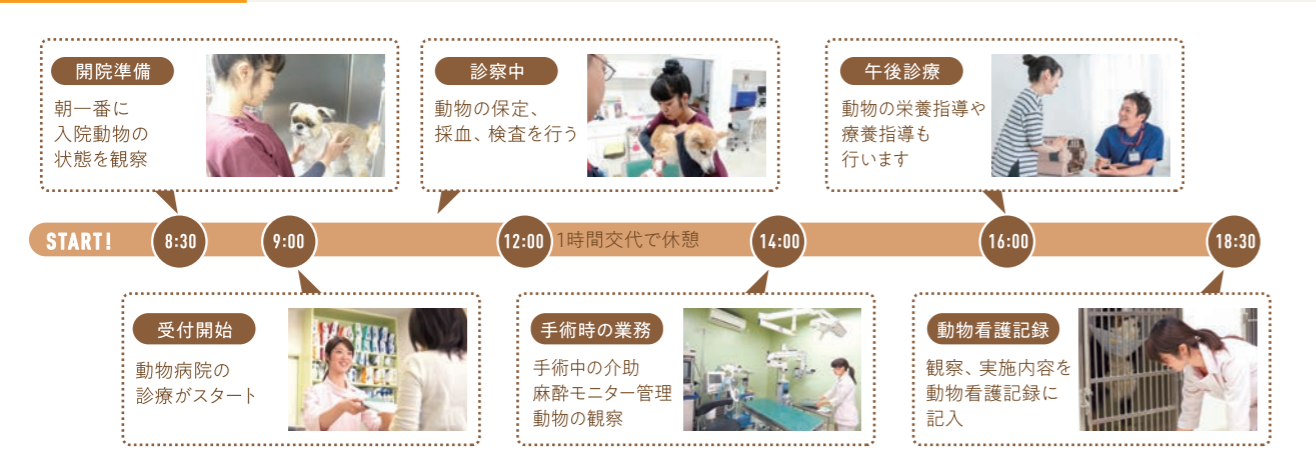 開院準備
朝一番に
入院動物の
状態を観察
診察中
動物の保定、
採血、検査を行う
午後診療
動物の栄養指導や
療養指導も
行います
START!
8:30
9:00
12:00
1時間交代で休憩
14:00
16:00
18:30
受付開始
動物病院の
診療がスタート
手術時の業務
手術中の介助
麻酔モニター管理
動物の観察
動物看護記録
観察、実施内容を
動物看護記録に
記入